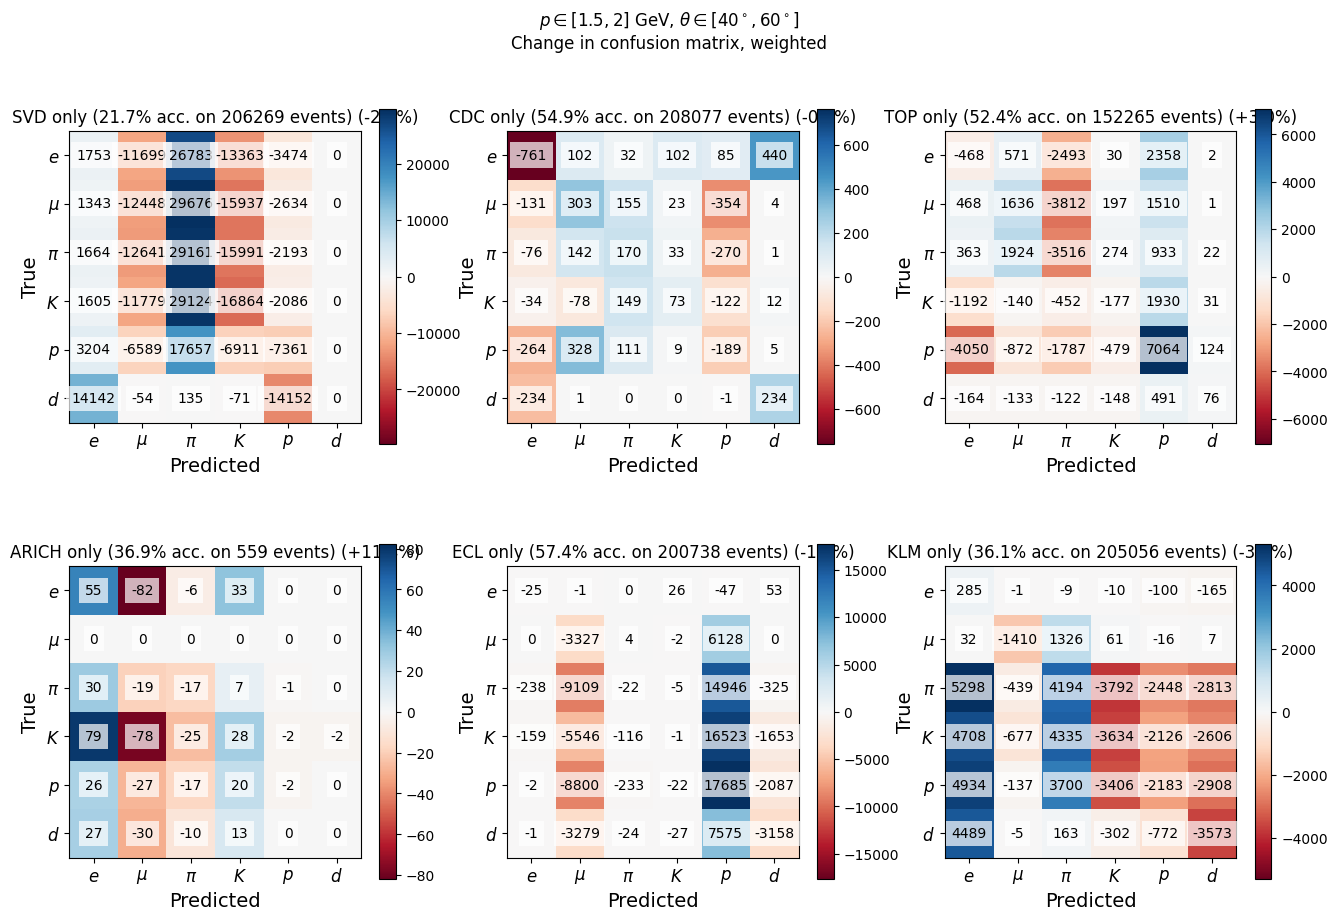 p ∈ [1.5, 2] GeV, θ ∈ [40°, 60°]
Change in confusion matrix, weighted
SVD only (21.7% acc. on 206269 events)
e 1753 -11699 26783 -13363 -3474 0
μ 1343 -12448 29676 -15937 -2634 0
π 1664 -12641 29161 -15991 -2193 0
K 1605 -11779 29124 -16864 -2086 0
p 3204 -6589 17657 -6911 -7361 0
d 14142 -54 135 -71 -14152 0
e μ π K p d
Predicted
True
20000
10000
0
−10000
−20000
CDC only (54.9% acc. on 208077 events)
e -761 102 32 102 85 440
μ -131 303 155 23 -354 4
π -76 142 170 33 -270 1
K -34 -78 149 73 -122 12
p -264 328 111 9 -189 5
d -234 1 0 0 -1 234
e μ π K p d
Predicted
True
600
400
200
0
−200
−400
−600
TOP only (52.4% acc. on 152265 events)
e -468 571 -2493 30 2358 2
μ 468 1636 -3812 197 1510 1
π 363 1924 -3516 274 933 22
K -1192 -140 -452 -177 1930 31
p -4050 -872 -1787 -479 7064 124
d -164 -133 -122 -148 491 76
e μ π K p d
Predicted
True
6000
4000
2000
0
−2000
−4000
−6000
ARICH only (36.9% acc. on 559 events)
e 55 -82 -6 33 0 0
μ 0 0 0 0 0 0
π 30 -19 -17 7 -1 0
K 79 -78 -25 28 -2 -2
p 26 -27 -17 20 -2 0
d 27 -30 -10 13 0 0
e μ π K p d
Predicted
True
80
60
40
20
0
−20
−40
−60
−80
ECL only (57.4% acc. on 200738 events)
e -25 -1 0 26 -47 53
μ 0 -3327 4 -2 6128 0
π -238 -9109 -22 -5 14946 -325
K -159 -5546 -116 -1 16523 -1653
p -2 -8800 -233 -22 17685 -2087
d -1 -3279 -24 -27 7575 -3158
e μ π K p d
Predicted
True
15000
10000
5000
0
−5000
−10000
−15000
KLM only (36.1% acc. on 205056 events)
e 285 -1 -9 -10 -100 -165
μ 32 -1410 1326 61 -16 7
π 5298 -439 4194 -3792 -2448 -2813
K 4708 -677 4335 -3634 -2126 -2606
p 4934 -137 3700 -3406 -2183 -2908
d 4489 -5 163 -302 -772 -3573
e μ π K p d
Predicted
True
4000
2000
0
−2000
−4000